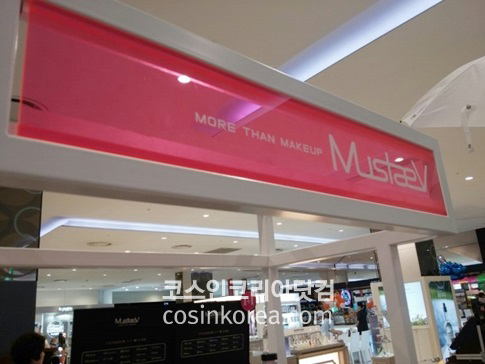 MORE THAN MAKEUP MustaeV
코스인코리아닷컴
cosinkorea.com
MustaeV